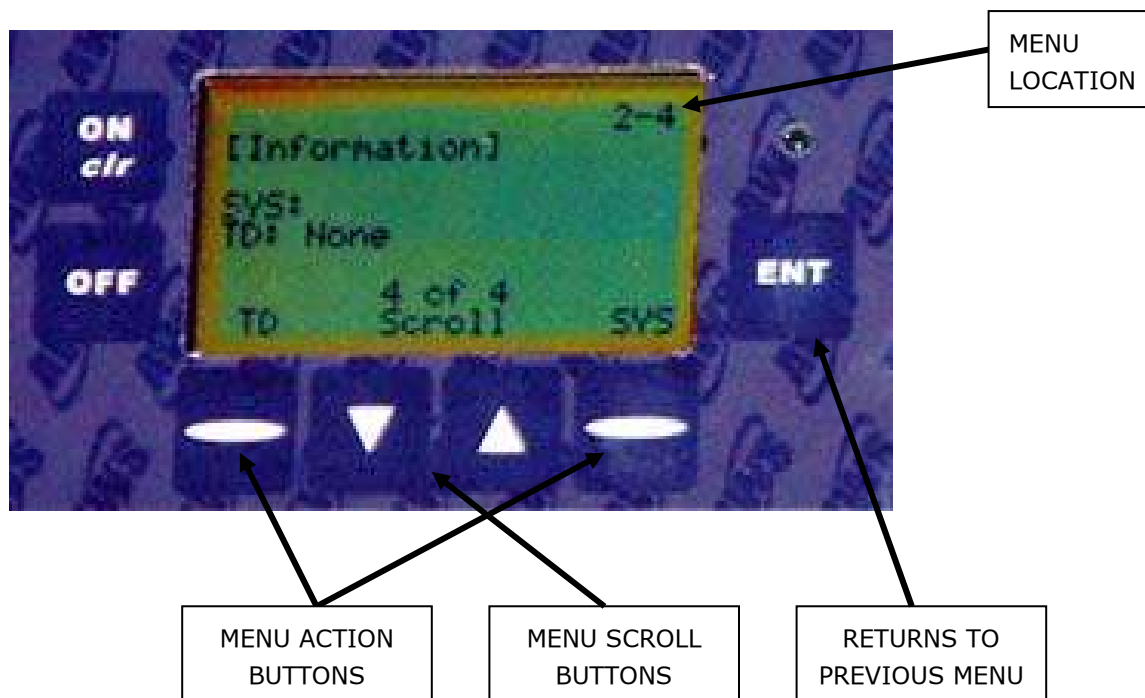 MENU
LOCATION
ON
clr
2-4
[Information]
SYS:
TD: None
OFF
ENT
4 of 4
TD Scroll SYS
MENU ACTION
BUTTONS
MENU SCROLL
BUTTONS
RETURNS TO
PREVIOUS MENU